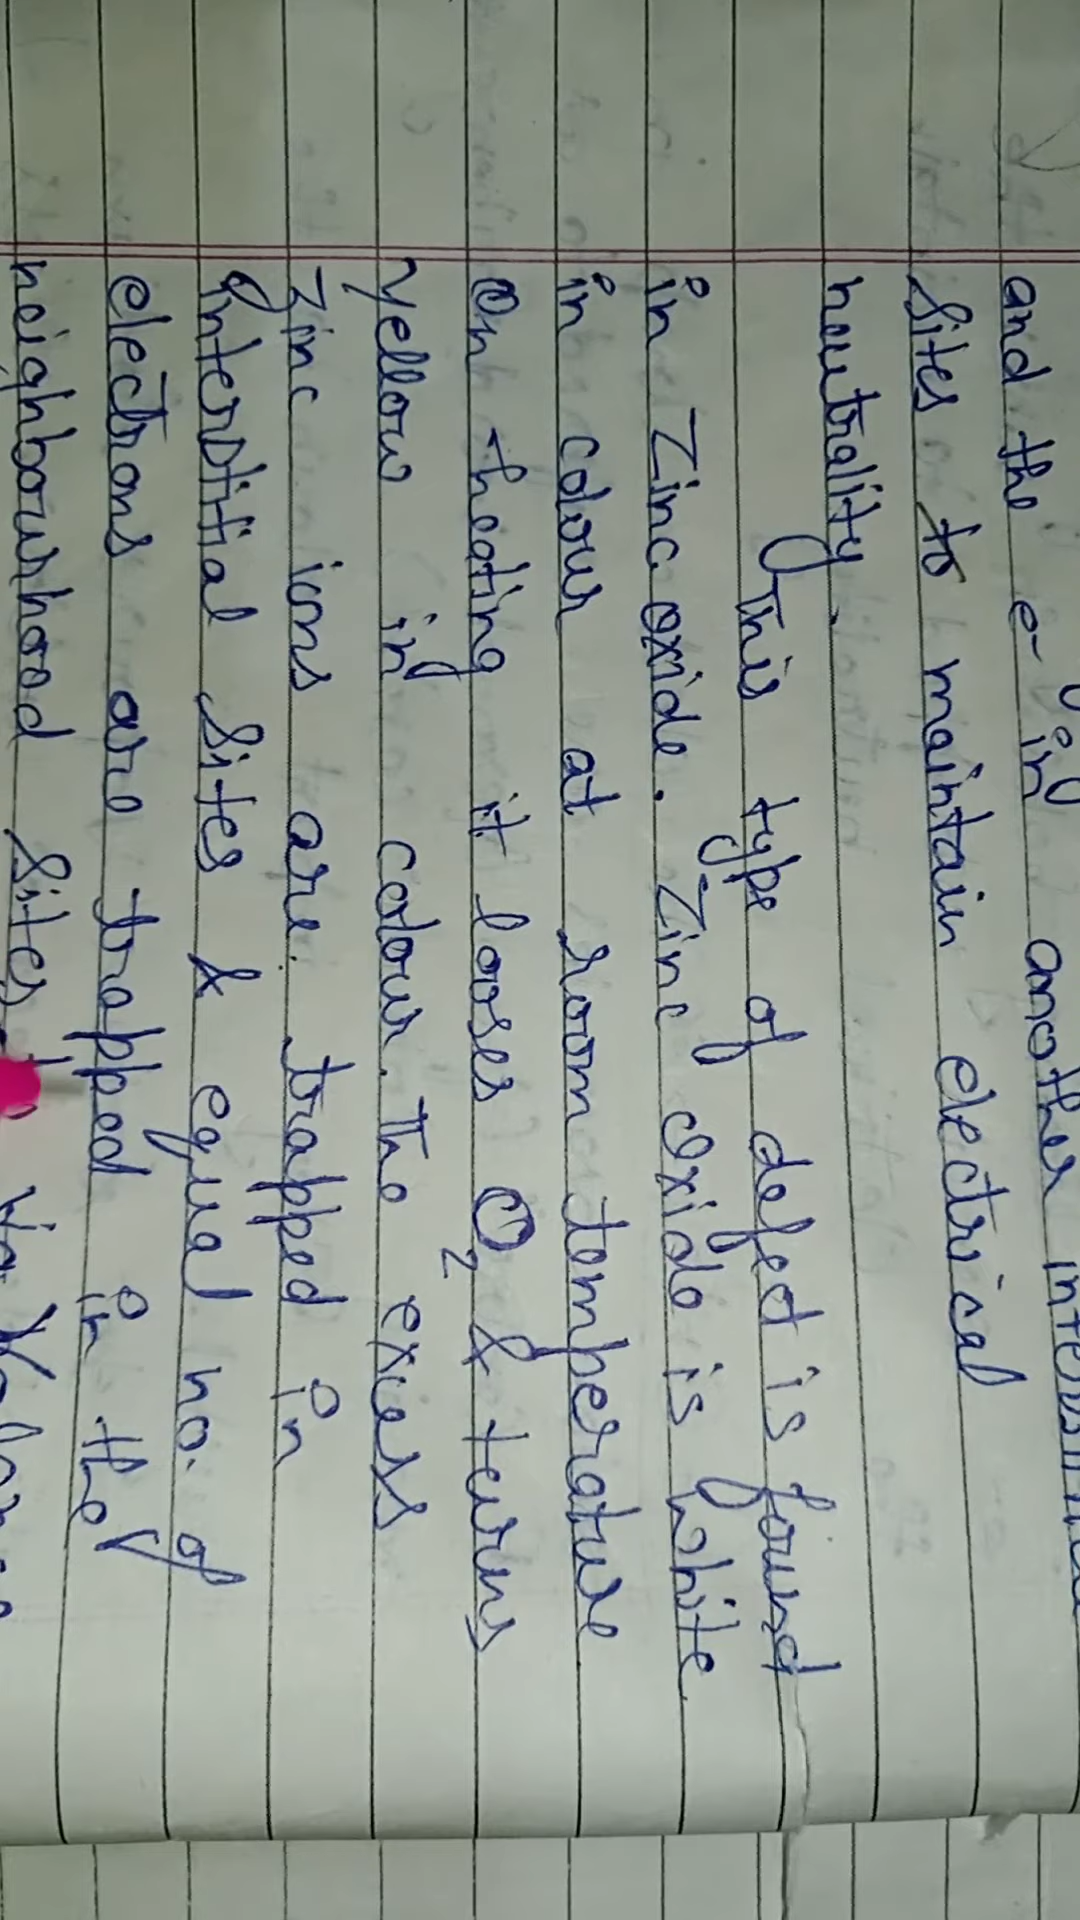 and the e- in another
sites to maintain electrical
neutrality.
This type of defect is found
in Zinc oxide. Zinc oxide is white
in colour at room temperature
On heating it looses O2 & turns
yellow in colour. The excess
Zinc ions are trapped in
interstitial sites & equal no. of
electrons are trapped in the
neighbourhood sites